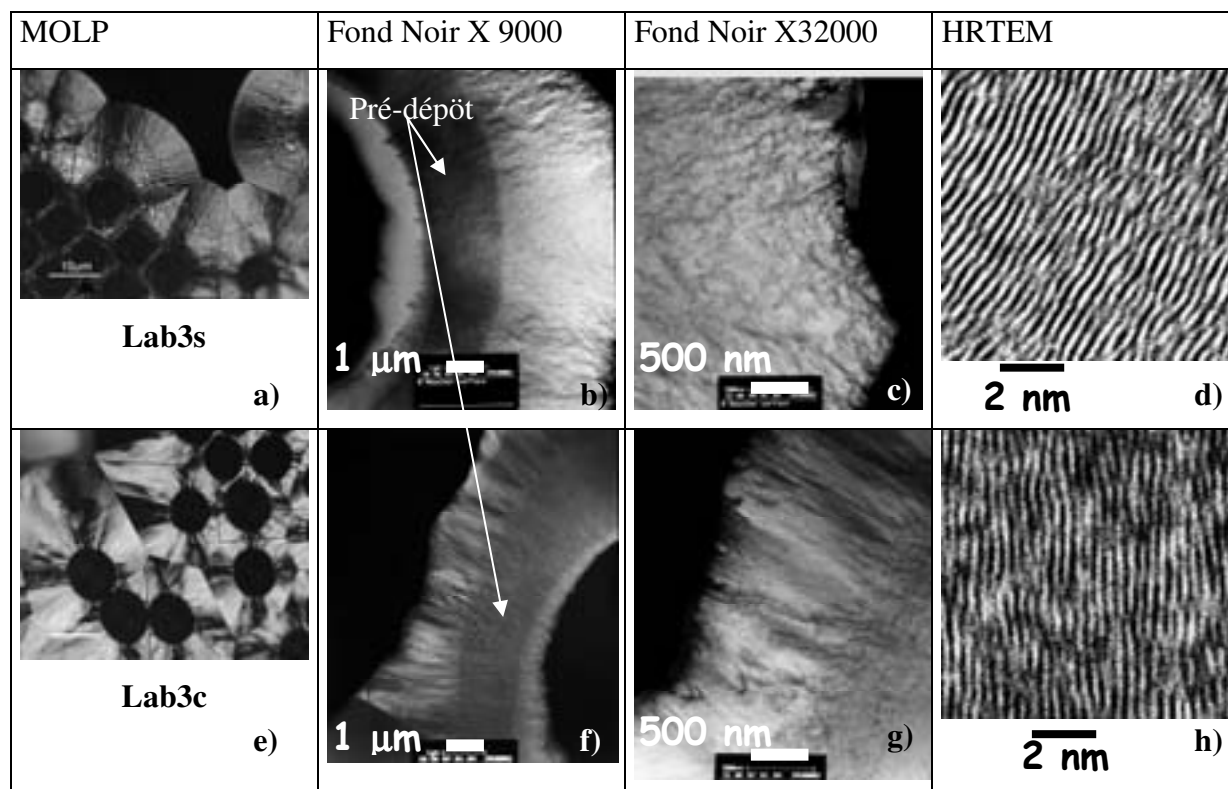 MOLP
Fond Noir X 9000
Fond Noir X32000
HRTEM
Pré-dépöt
10µm
Lab3s
a)
1 µm
b)
500 nm
c)
2 nm
d)
Lab3c
e)
1 µm
f)
500 nm
g)
2 nm
h)